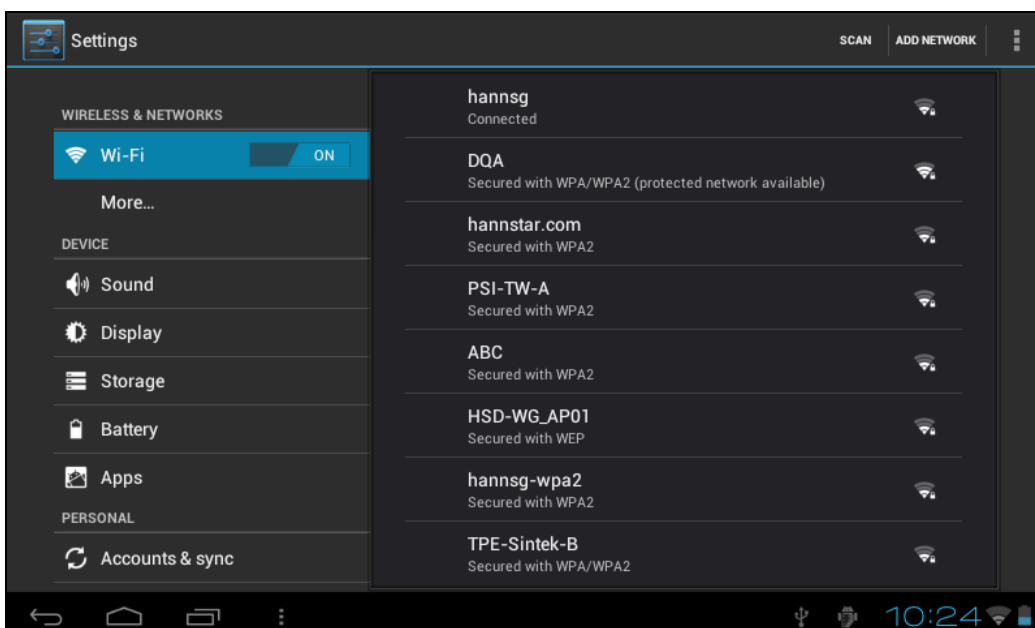 Settings
SCAN
ADD NETWORK
WIRELESS & NETWORKS
Wi-Fi
ON
More...
DEVICE
Sound
Display
Storage
Battery
Apps
PERSONAL
Accounts & sync
hannsg
Connected
DQA
Secured with WPA/WPA2 (protected network available)
hannstar.com
Secured with WPA2
PSI-TW-A
Secured with WPA2
ABC
Secured with WPA2
HSD-WG_AP01
Secured with WEP
hannsg-wpa2
Secured with WPA2
TPE-Sintek-B
Secured with WPA/WPA2
10:24